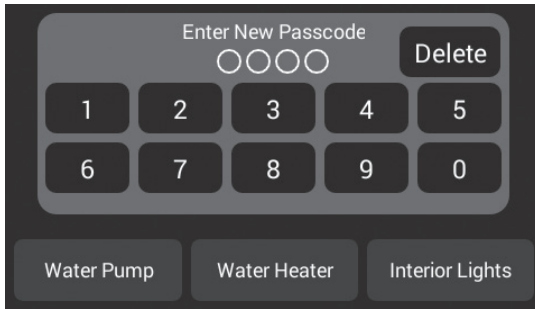 Enter New Passcode
Delete
1 2 3 4 5
6 7 8 9 0
Water Pump Water Heater Interior Lights